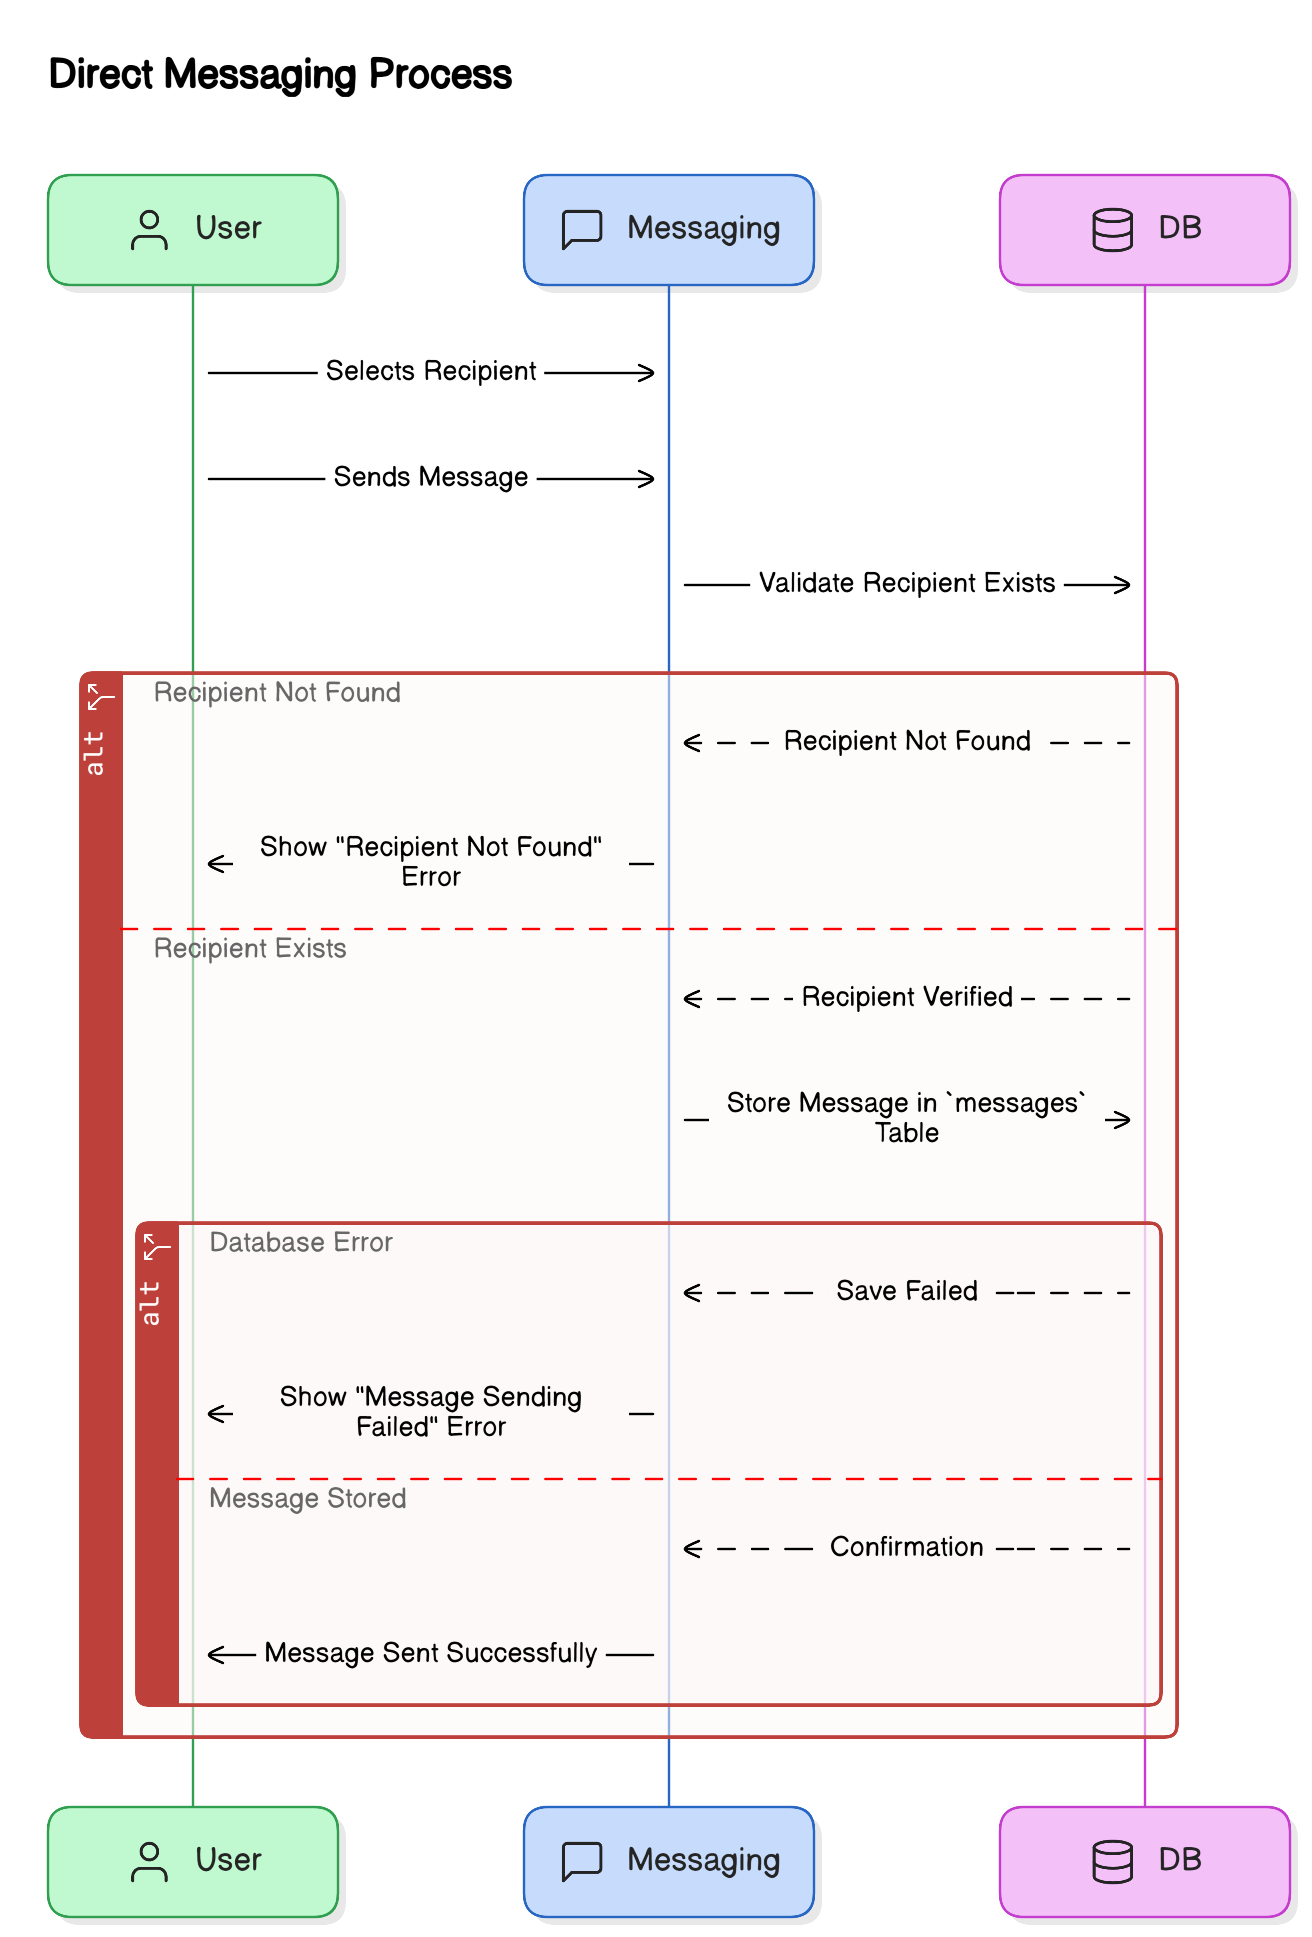 Direct Messaging Process
User
Messaging
DB
Selects Recipient
Sends Message
Validate Recipient Exists
alt
Recipient Not Found
Recipient Not Found
Show "Recipient Not Found"
Error
Recipient Exists
Recipient Verified
Store Message in `messages`
Table
alt
Database Error
Save Failed
Show "Message Sending
Failed" Error
Message Stored
Confirmation
Message Sent Successfully
User
Messaging
DB